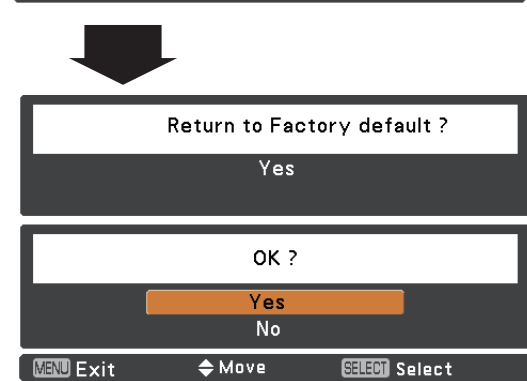 Return to Factory default ?
Yes
OK ?
Yes
No
MENU Exit Move SELECT Select